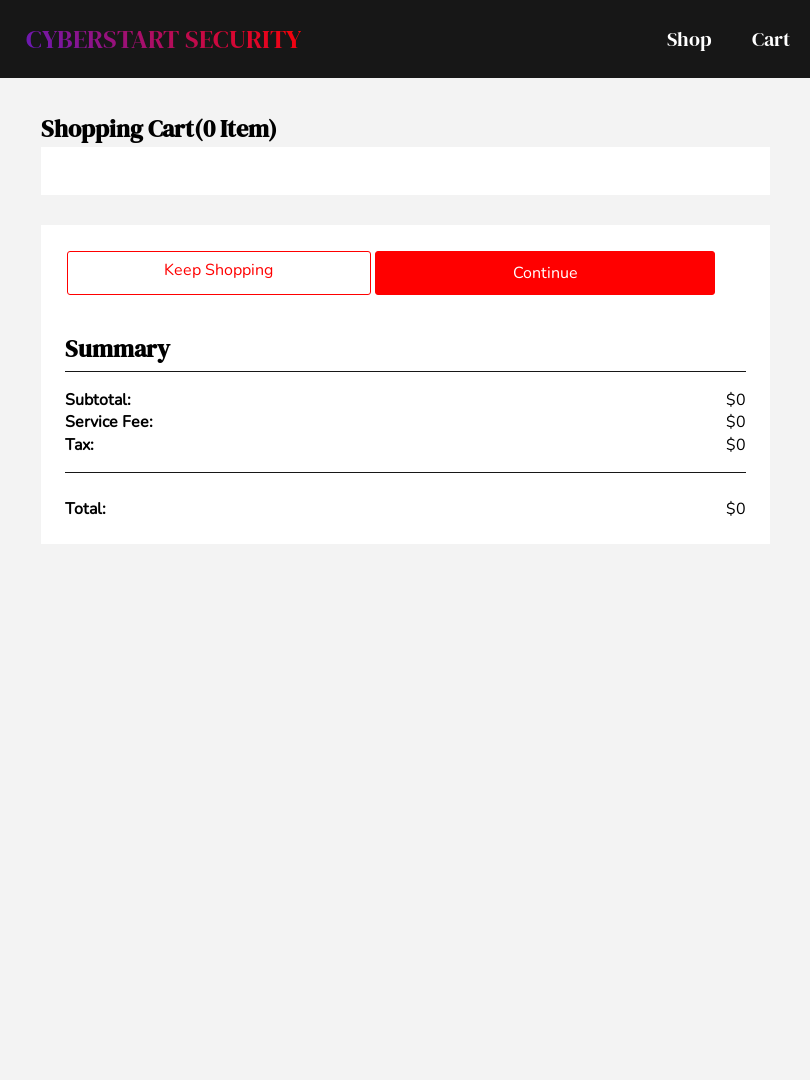 CYBERSTART SECURITY Shop Cart
Shopping Cart(0 Item)
Keep Shopping Continue
Summary
Subtotal: $0
Service Fee: $0
Tax: $0
Total: $0